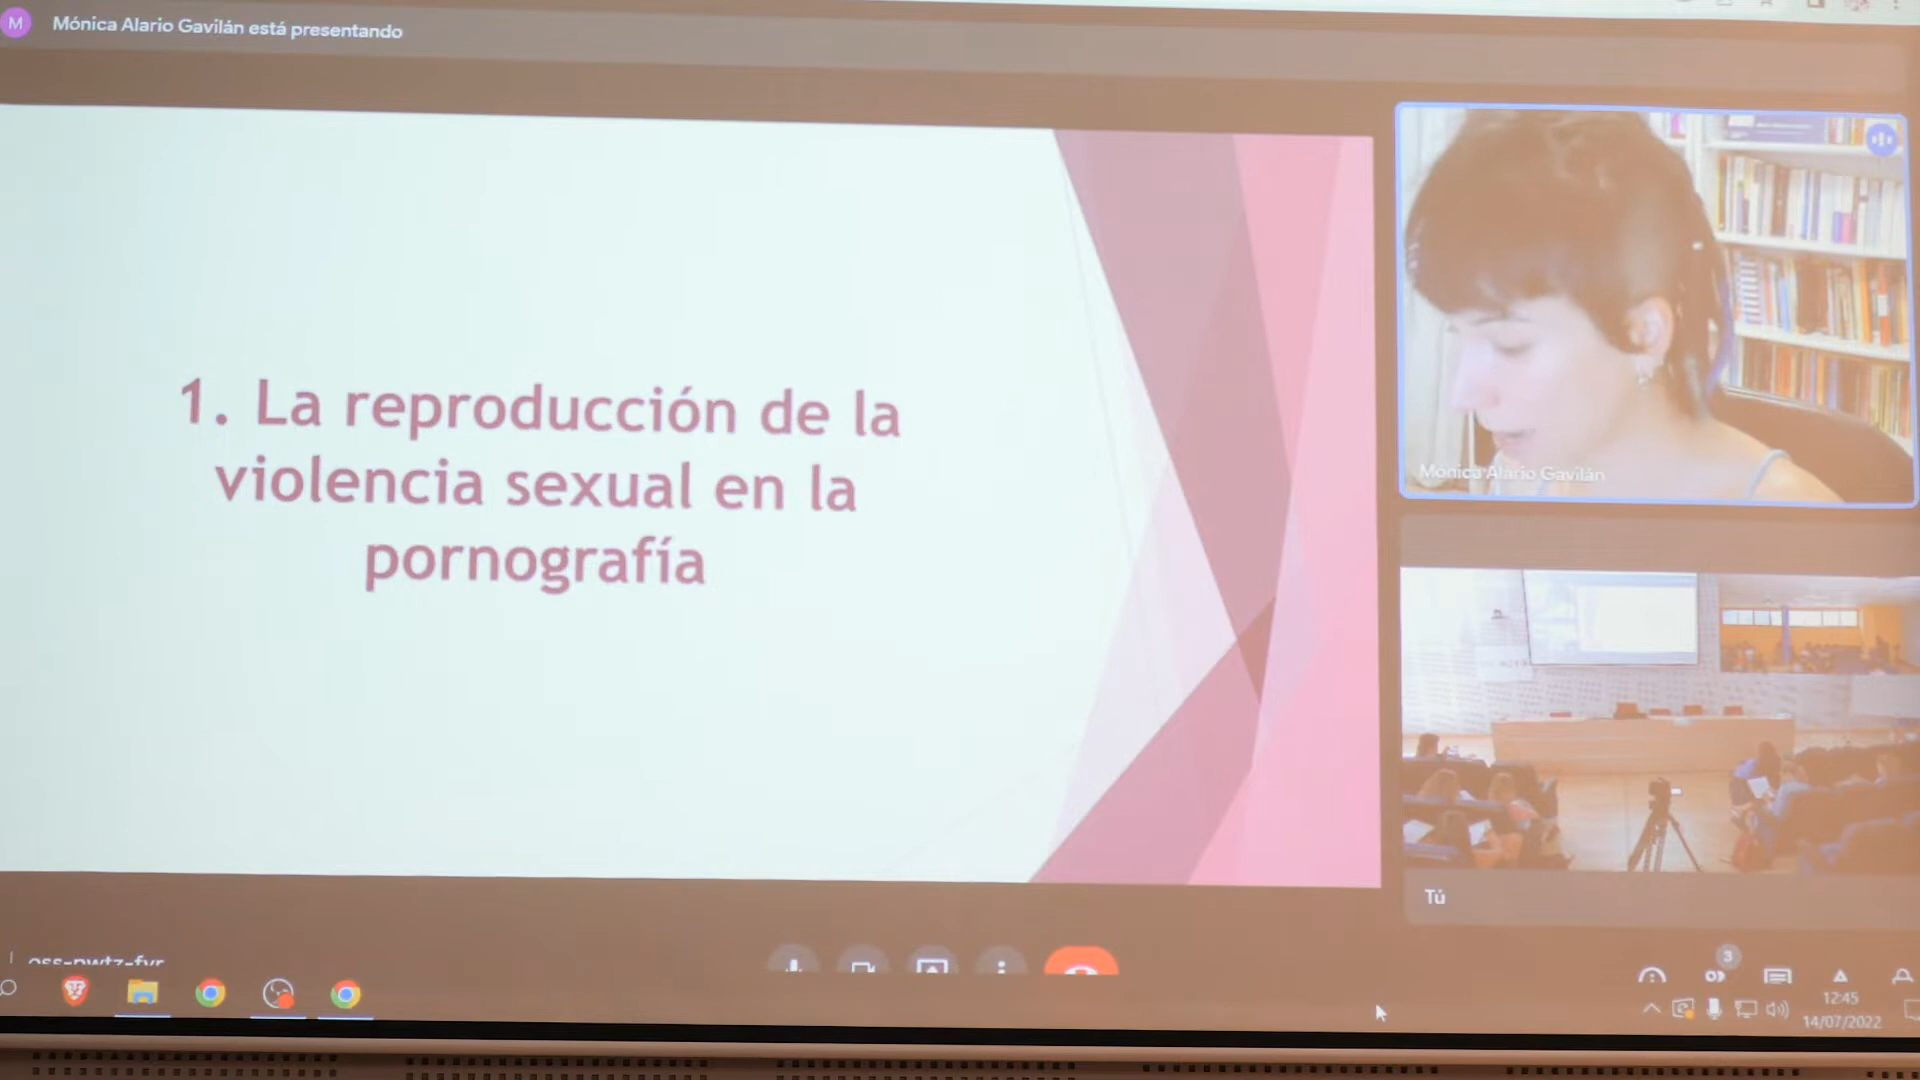 M
Mónica Alario Gavilán está presentando
1. La reproducción de la
violencia sexual en la
pornografía
Mónica Alario Gavilán
Tú
3
12:45
14/07/2022